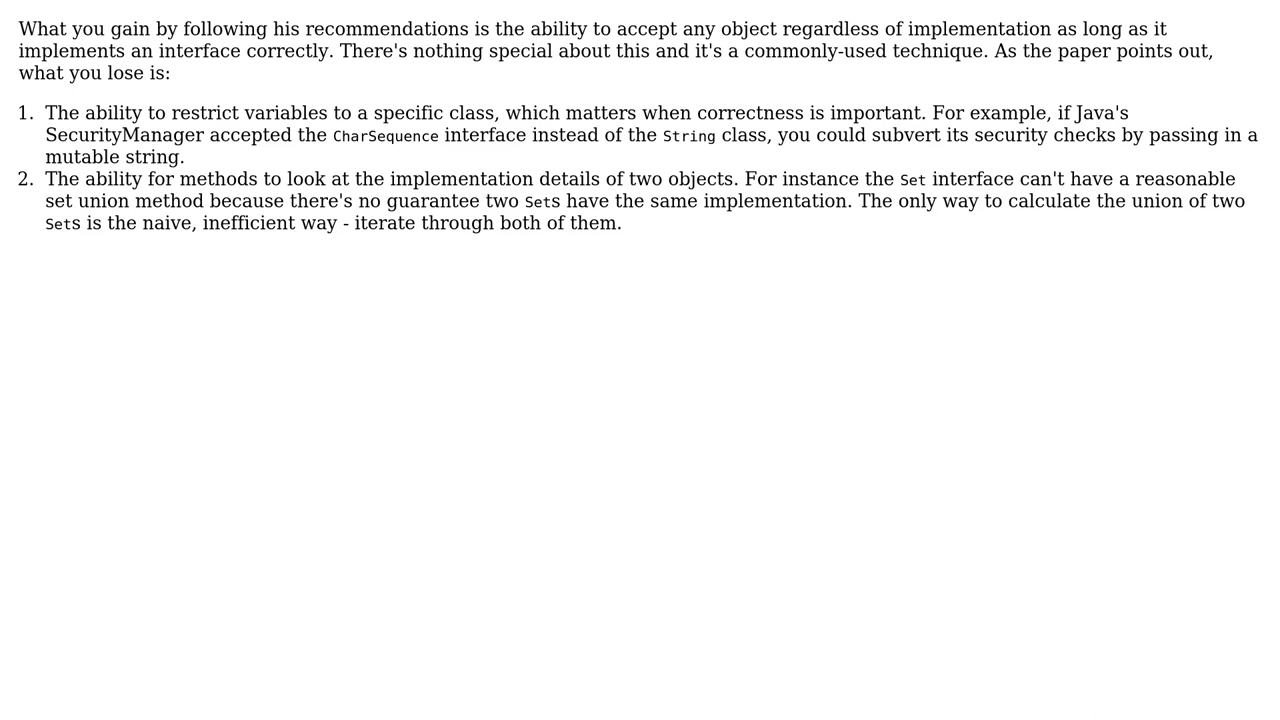 What you gain by following his recommendations is the ability to accept any object regardless of implementation as long as it
implements an interface correctly. There's nothing special about this and it's a commonly-used technique. As the paper points out,
what you lose is:
1. The ability to restrict variables to a specific class, which matters when correctness is important. For example, if Java's
SecurityManager accepted the CharSequence interface instead of the String class, you could subvert its security checks by passing in a
mutable string.
2. The ability for methods to look at the implementation details of two objects. For instance the Set interface can't have a reasonable
set union method because there's no guarantee two Sets have the same implementation. The only way to calculate the union of two
Sets is the naive, inefficient way - iterate through both of them.